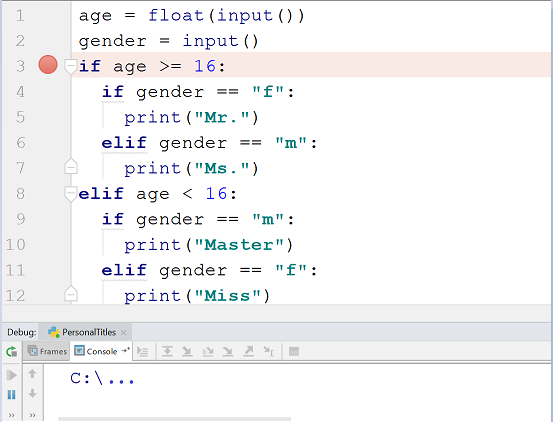 1 age = float(input())
2 gender = input()
3 if age >= 16:
4 if gender == "f":
5 print("Mr.")
6 elif gender == "m":
7 print("Ms.")
8 elif age < 16:
9 if gender == "m":
10 print("Master")
11 elif gender == "f":
12 print("Miss")
Debug: PersonalTitles ×
Frames Console
C:\...